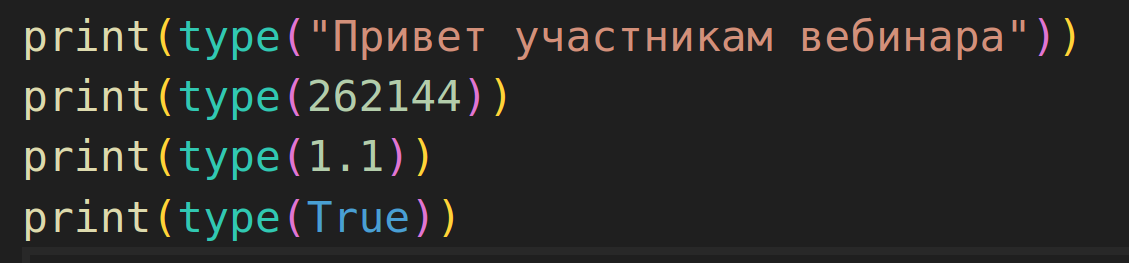 print(type("Привет участникам вебинара"))
print(type(262144))
print(type(1.1))
print(type(True))